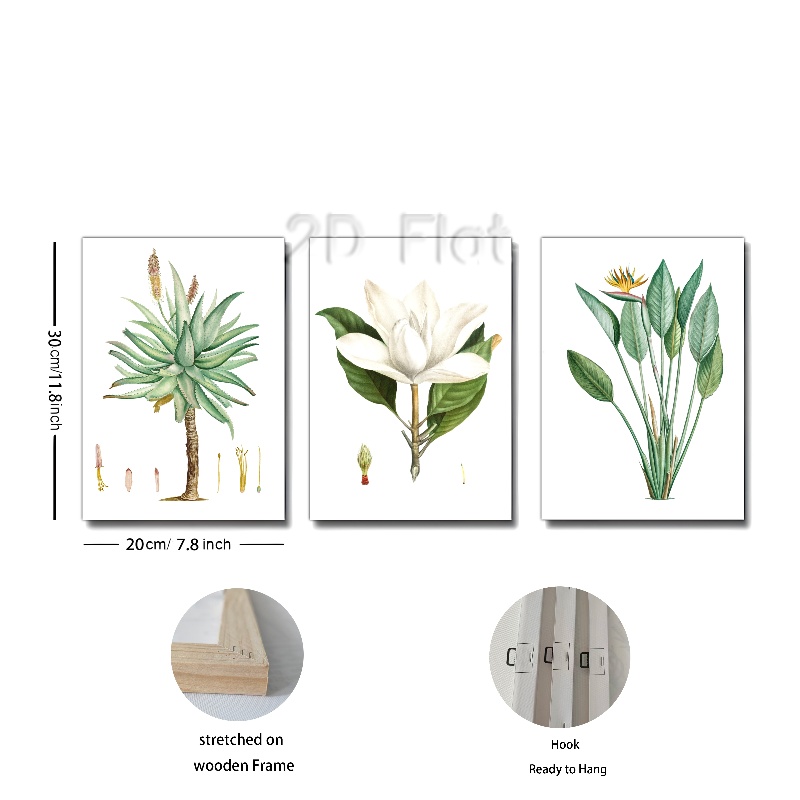 2D Flat
30cm/11.8inch
20cm/ 7.8 inch
stretched on
wooden Frame
Hook
Ready to Hang